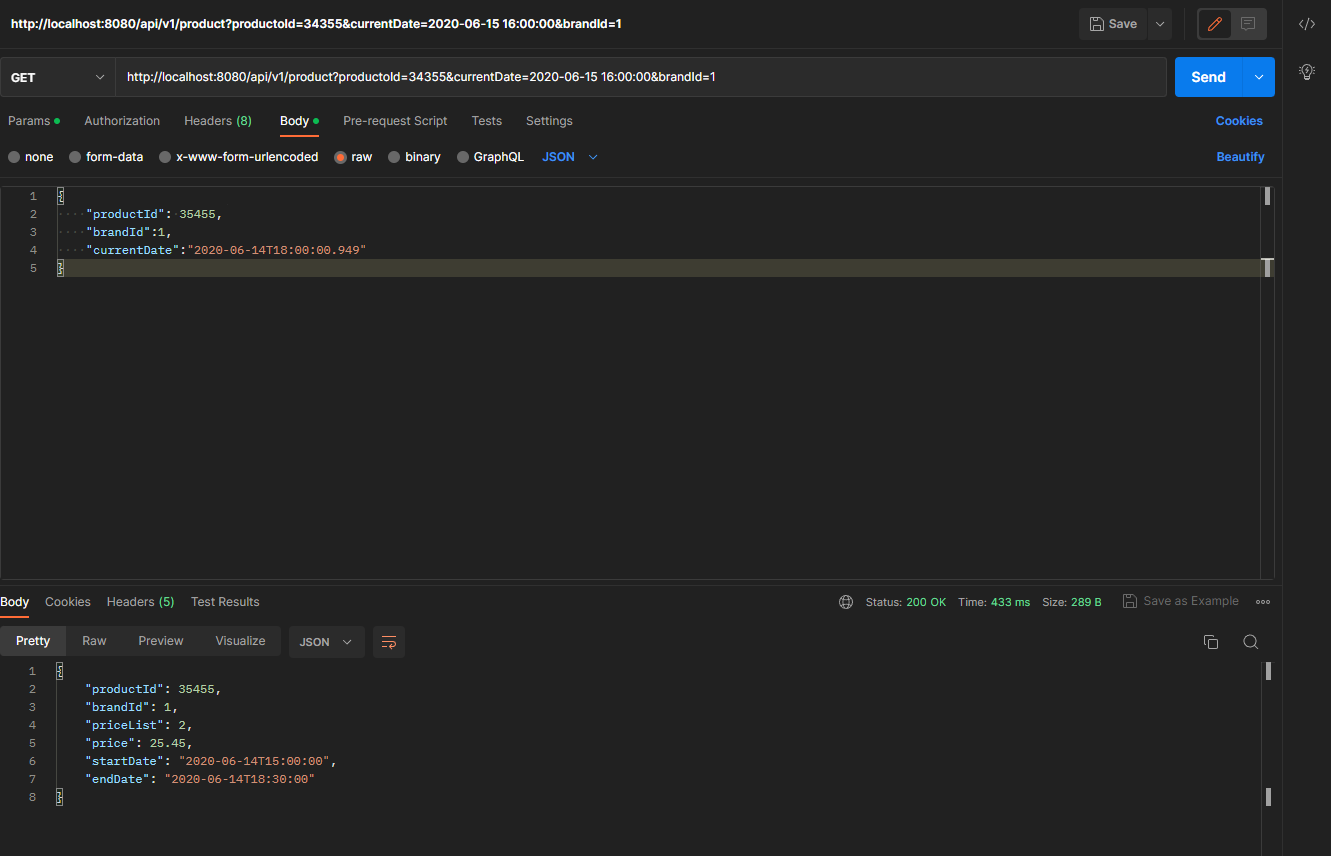 http://localhost:8080/api/v1/product?productoId=34355&currentDate=2020-06-15 16:00:00&brandId=1
Save
GET
http://localhost:8080/api/v1/product?productoId=34355&currentDate=2020-06-15 16:00:00&brandId=1
Send
Params
Authorization
Headers (8)
Body
Pre-request Script
Tests
Settings
Cookies
none
form-data
x-www-form-urlencoded
raw
binary
GraphQL
JSON
Beautify
1 {
2 ····"productId":·35455,
3 ····"brandId":1,
4 ····"currentDate":"2020-06-14T18:00:00.949"
5 }
Body
Cookies
Headers (5)
Test Results
Status: 200 OK
Time: 433 ms
Size: 289 B
Save as Example
Pretty
Raw
Preview
Visualize
JSON
1 {
2 "productId": 35455,
3 "brandId": 1,
4 "priceList": 2,
5 "price": 25.45,
6 "startDate": "2020-06-14T15:00:00",
7 "endDate": "2020-06-14T18:30:00"
8 }